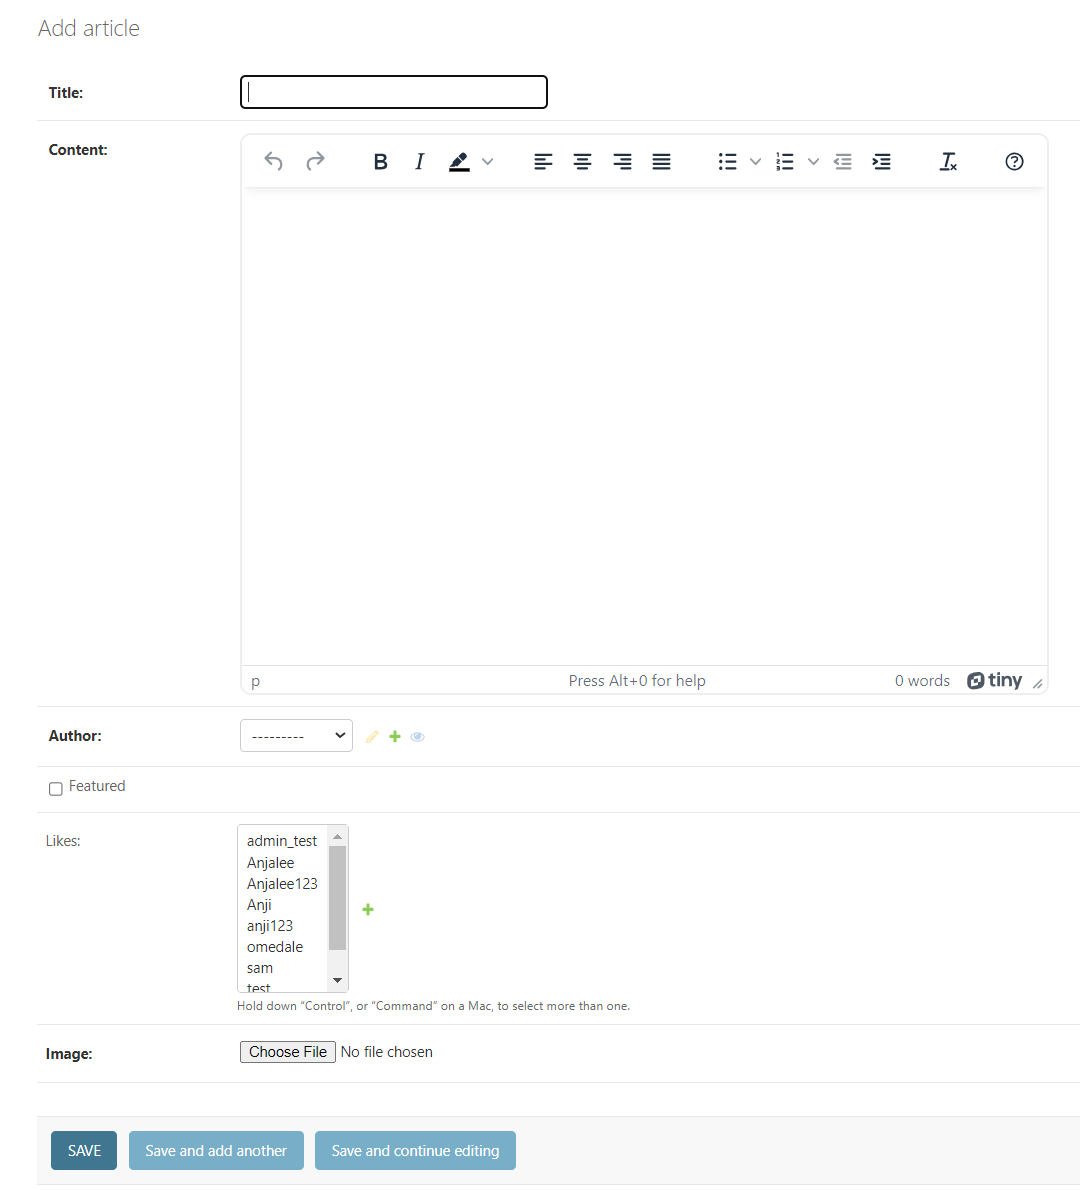 Add article
Title:
Content:
B I
p Press Alt+0 for help 0 words tiny
Author: ---------
Featured
Likes:
admin_test
Anjalee
Anjalee123
Anji
anji123
omedale
sam
test
Hold down “Control”, or “Command” on a Mac, to select more than one.
Image: Choose File No file chosen
SAVE Save and add another Save and continue editing